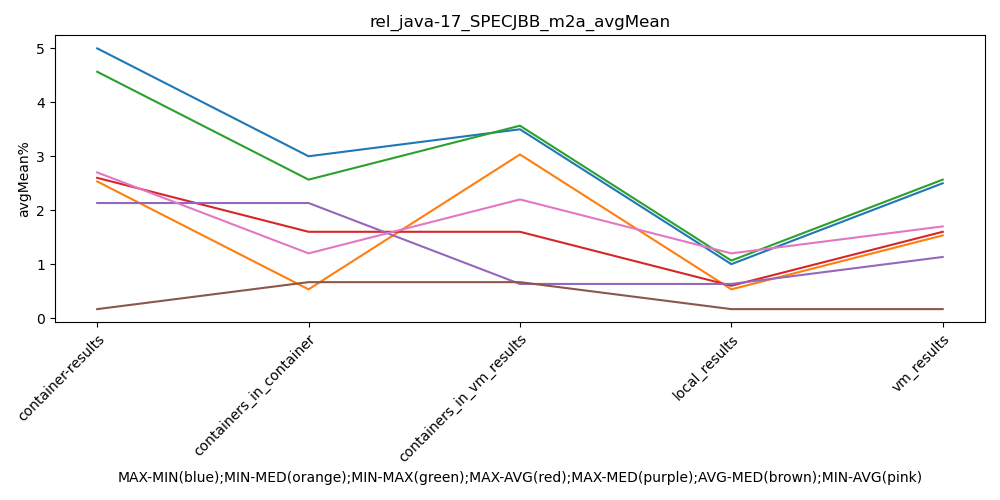 rel_java-17_SPECJBB_m2a_avgMean
avgMean%
5
4
3
2
1
0
container-results
containers_in_container
containers_in_vm_results
local_results
vm_results
MAX-MIN(blue);MIN-MED(orange);MIN-MAX(green);MAX-AVG(red);MAX-MED(purple);AVG-MED(brown);MIN-AVG(pink)